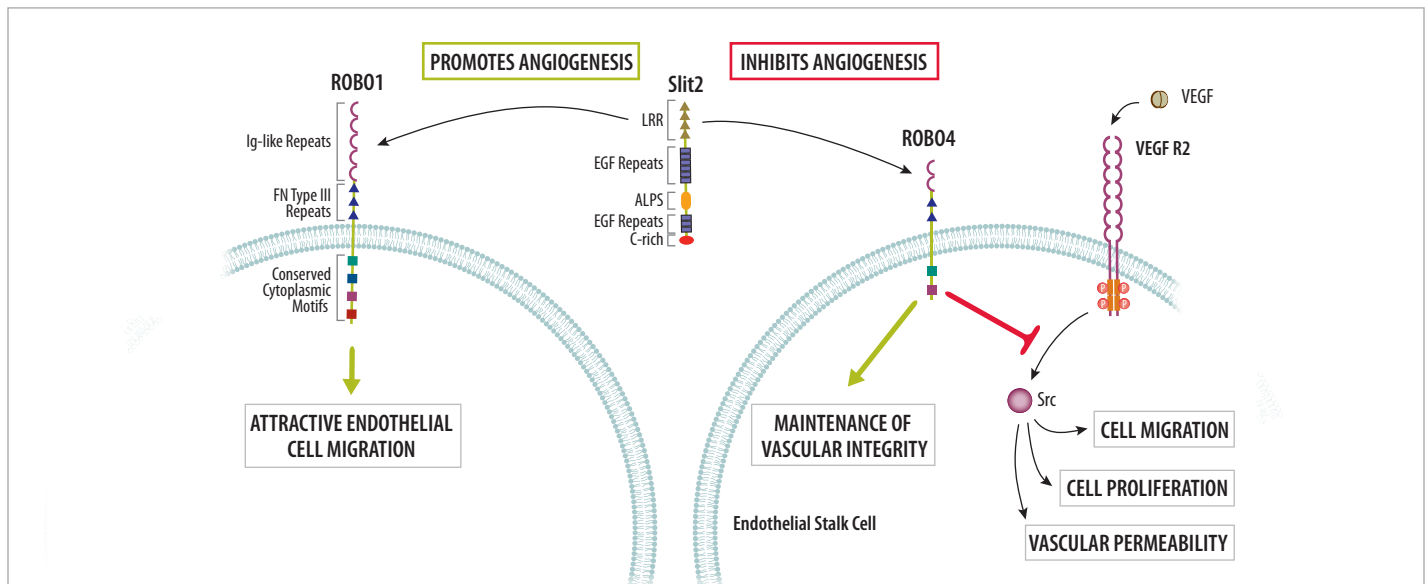 PROMOTES ANGIOGENESIS
INHIBITS ANGIOGENESIS
ROBO1
Ig-like Repeats
FN Type III
Repeats
Conserved
Cytoplasmic
Motifs
ATTRACTIVE ENDOTHELIAL
CELL MIGRATION
Slit2
LRR
EGF Repeats
ALPS
EGF Repeats
C-rich
ROBO4
MAINTENANCE OF
VASCULAR INTEGRITY
Endothelial Stalk Cell
VEGF
VEGF R2
P
P
P
P
Src
CELL MIGRATION
CELL PROLIFERATION
VASCULAR PERMEABILITY